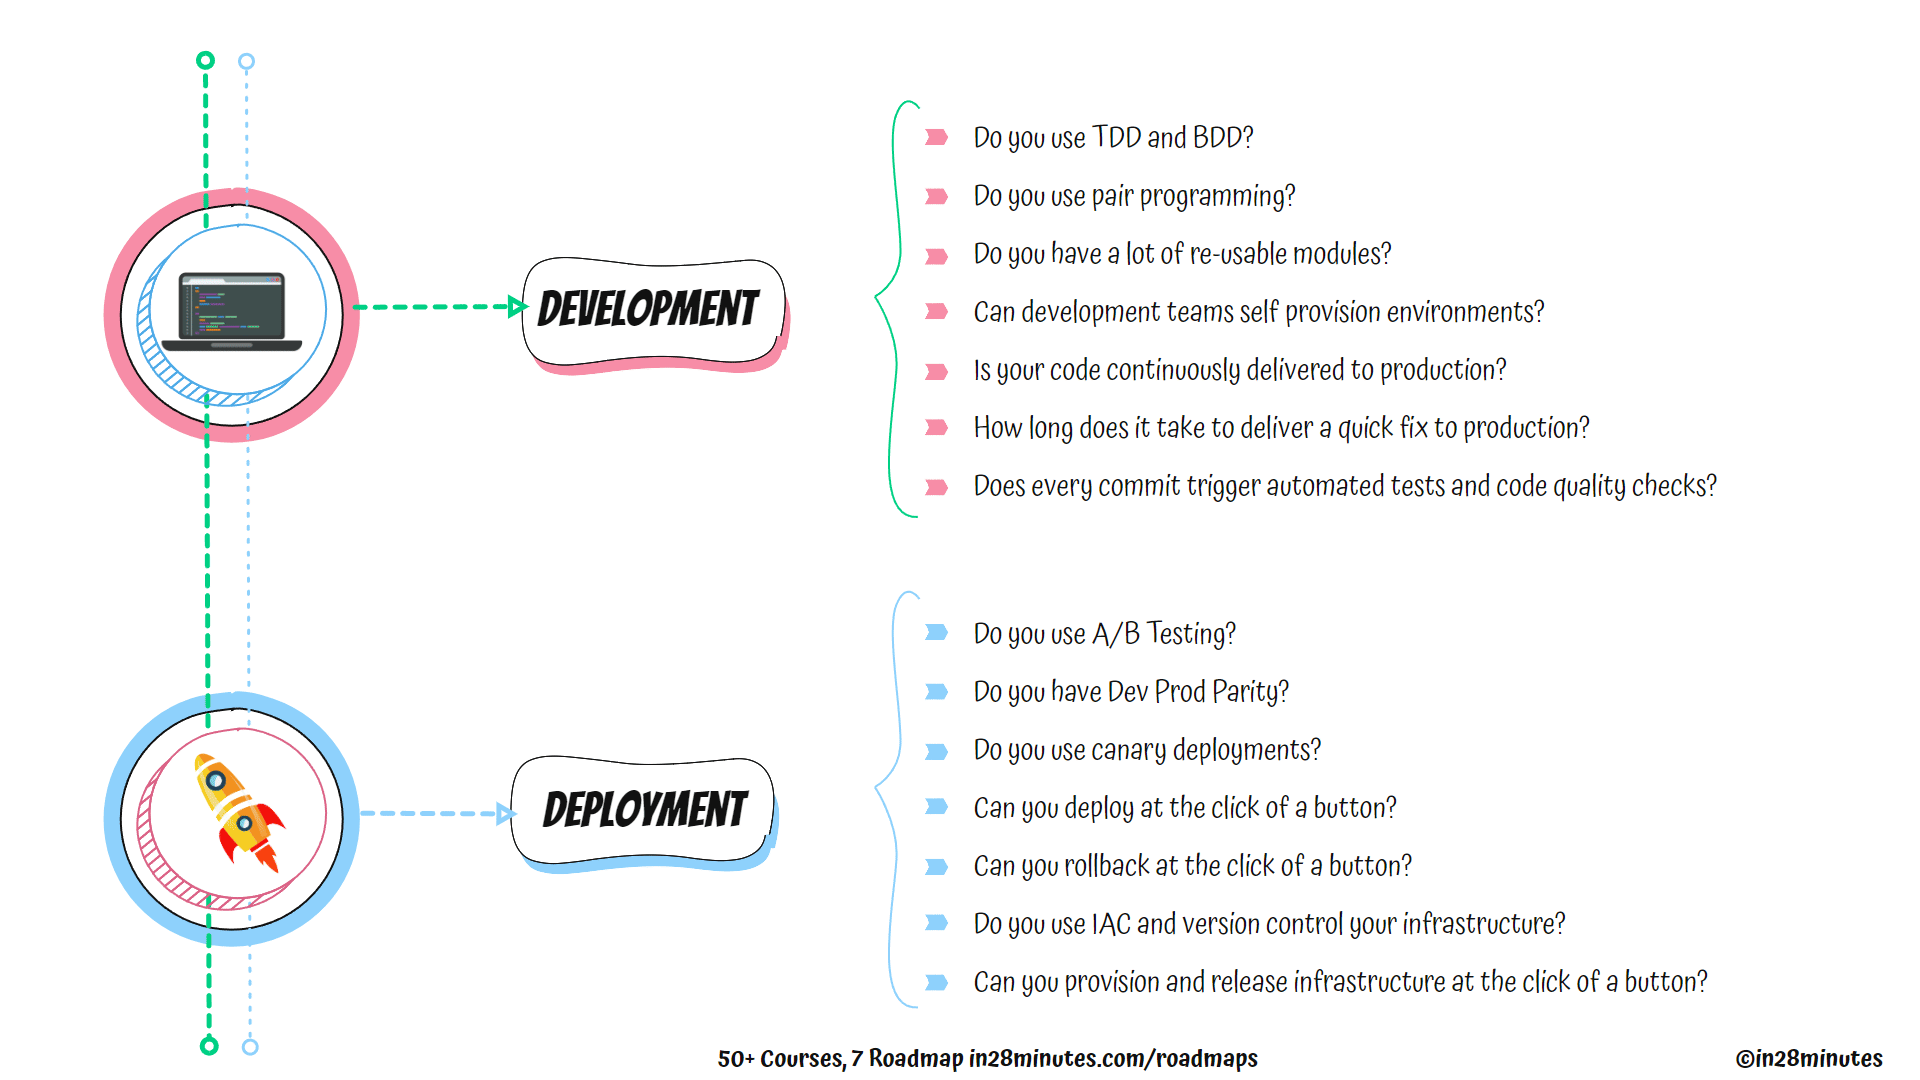 DEVELOPMENT
Do you use TDD and BDD?
Do you use pair programming?
Do you have a lot of re-usable modules?
Can development teams self provision environments?
Is your code continuously delivered to production?
How long does it take to deliver a quick fix to production?
Does every commit trigger automated tests and code quality checks?
DEPLOYMENT
Do you use A/B Testing?
Do you have Dev Prod Parity?
Do you use canary deployments?
Can you deploy at the click of a button?
Can you rollback at the click of a button?
Do you use IAC and version control your infrastructure?
Can you provision and release infrastructure at the click of a button?
50+ Courses, 7 Roadmap in28minutes.com/roadmaps
©in28minutes